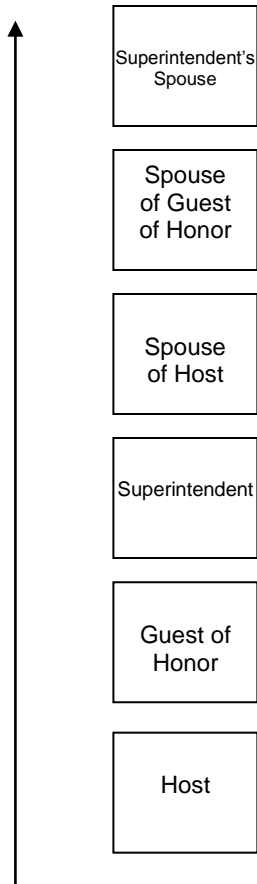 Superintendent's
Spouse
Spouse
of Guest
of Honor
Spouse
of Host
Superintendent
Guest of
Honor
Host